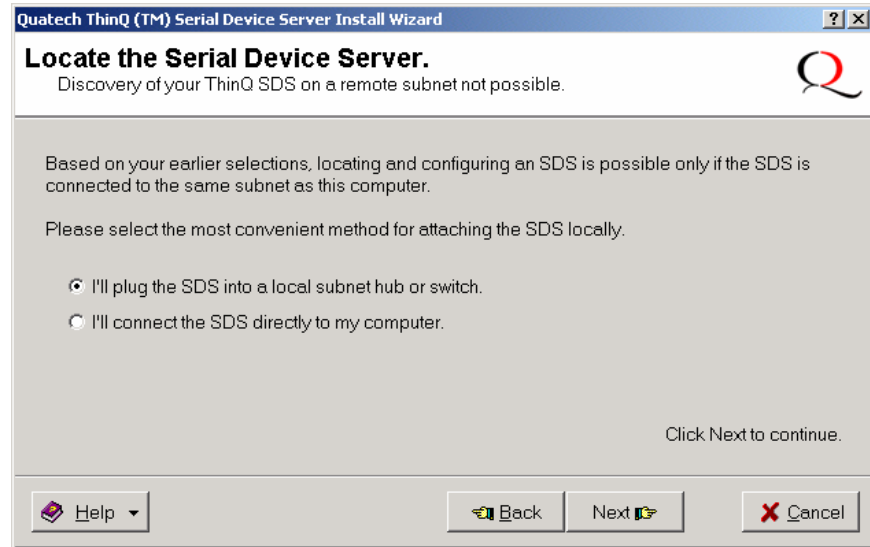 Quatech ThinQ (TM) Serial Device Server Install Wizard
Locate the Serial Device Server.
Discovery of your ThinQ SDS on a remote subnet not possible.
Based on your earlier selections, locating and configuring an SDS is possible only if the SDS is
connected to the same subnet as this computer.
Please select the most convenient method for attaching the SDS locally.
I'll plug the SDS into a local subnet hub or switch.
I'll connect the SDS directly to my computer.
Click Next to continue.
Help Back Next Cancel